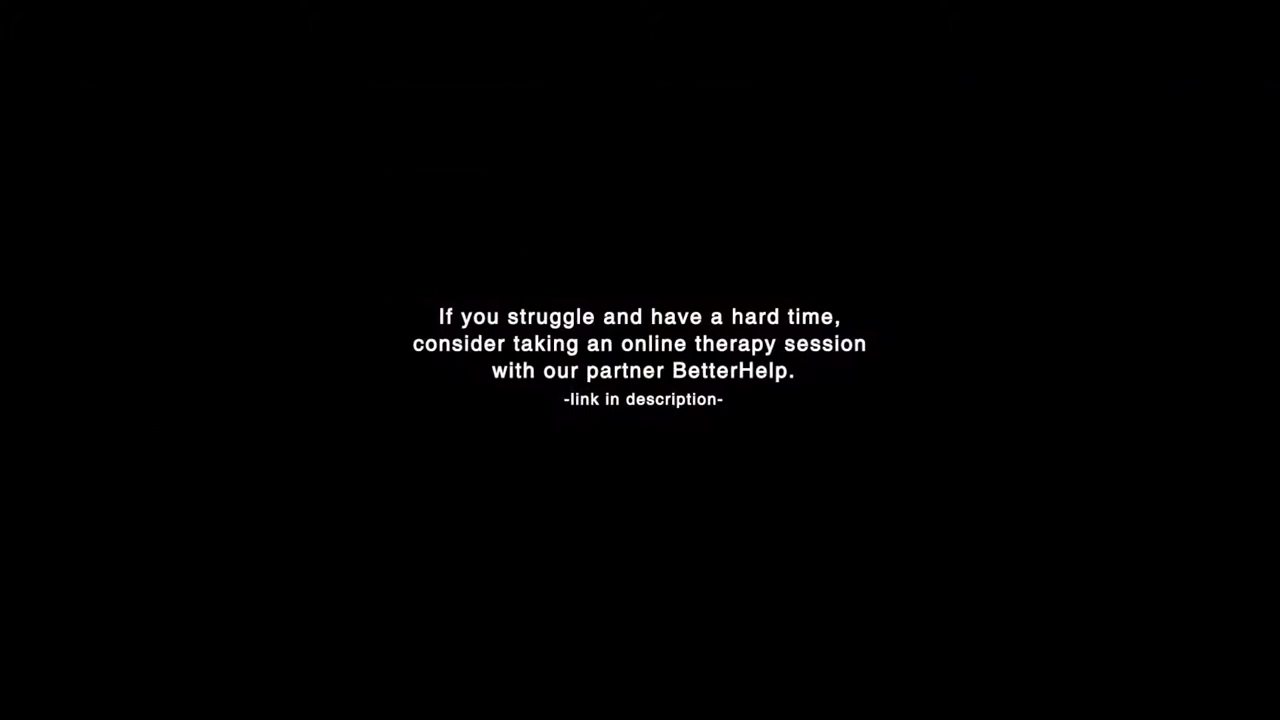 If you struggle and have a hard time,
consider taking an online therapy session
with our partner BetterHelp.
-link in description-